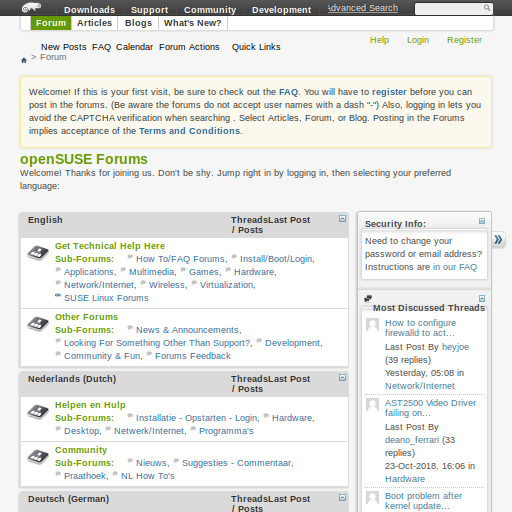 Downloads Support Community Development Advanced Search
Forum Articles Blogs What's New?
Help Login Register
New Posts FAQ Calendar Forum Actions Quick Links
> Forum
Welcome! If this is your first visit, be sure to check out the FAQ. You will have to register before you can
post in the forums. (Be aware the forums do not accept user names with a dash "-") Also, logging in lets you
avoid the CAPTCHA verification when searching . Select Articles, Forum, or Blog. Posting in the Forums
implies acceptance of the Terms and Conditions.
openSUSE Forums
Welcome! Thanks for joining us. Don't be shy. Jump right in by logging in, then selecting your preferred
language:
English Threads Last Post
/ Posts
Get Technical Help Here
Sub-Forums: How To/FAQ Forums, Install/Boot/Login,
Applications, Multimedia, Games, Hardware,
Network/Internet, Wireless, Virtualization,
SUSE Linux Forums
Other Forums
Sub-Forums: News & Announcements,
Looking For Something Other Than Support?, Development,
Community & Fun, Forums Feedback
Nederlands (Dutch) Threads Last Post
/ Posts
Helpen en Hulp
Sub-Forums: Installatie - Opstarten - Login, Hardware,
Desktop, Netwerk/Internet, Programma's
Community
Sub-Forums: Nieuws, Suggesties - Commentaar,
Praathoek, NL How To's
Deutsch (German) Threads Last Post
/ Posts
Security Info:
Need to change your
password or email address?
Instructions are in our FAQ
Most Discussed Threads
How to configure
firewalld to act...
Last Post By heyjoe
(39 replies)
Yesterday, 05:08 in
Network/Internet
AST2500 Video Driver
failing on...
Last Post By
deano_ferrari (33
replies)
23-Oct-2018, 16:06 in
Hardware
Boot problem after
kernel update...